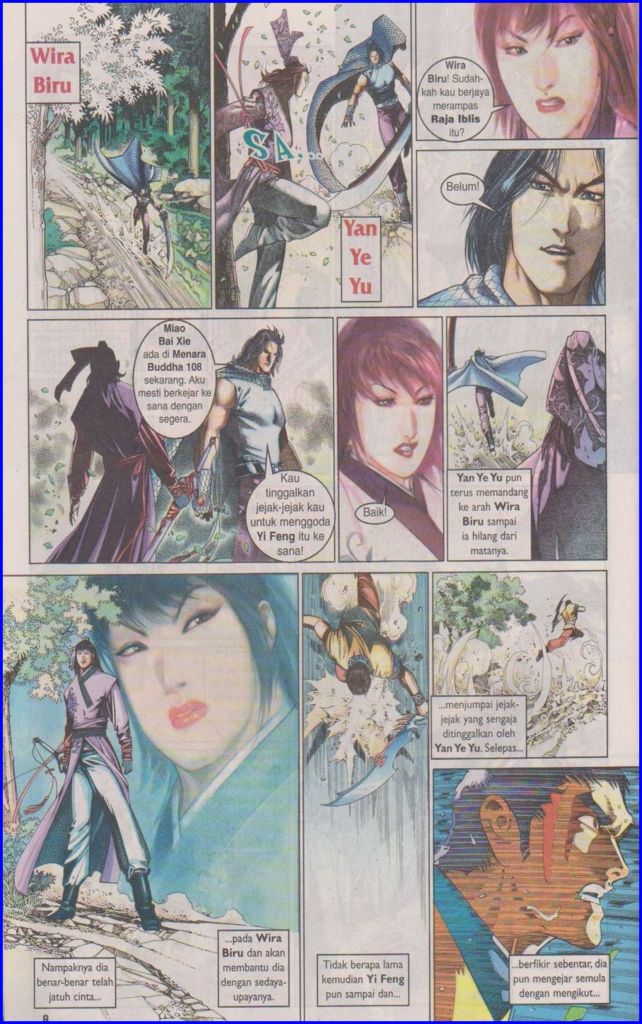 Wira
Biru
SA...
Yan
Ye
Yu
Wira
Biru! Sudah-
kah kau berjaya
merampas
Raja Iblis
itu?
Belum!
Miao
Bai Xie
ada di Menara
Buddha 108
sekarang. Aku
mesti berkejar ke
sana dengan
segera.
Kau
tinggalkan
jejak-jejak kau
untuk menggoda
Yi Feng itu ke
sana!
Baik!
Yan Ye Yu pun
terus memandang
ke arah Wira
Biru sampai
ia hilang dari
matanya.
Nampaknya dia
benar-benar telah
jatuh cinta...
...pada Wira
Biru dan akan
membantu dia
dengan sedaya-
upayanya.
Tidak berapa lama
kemudian Yi Feng
pun sampai dan...
...menjumpai jejak-
jejak yang sengaja
ditinggalkan oleh
Yan Ye Yu. Selepas...
...berfikir sebentar, dia
pun mengejar semula
dengan mengikut...
8